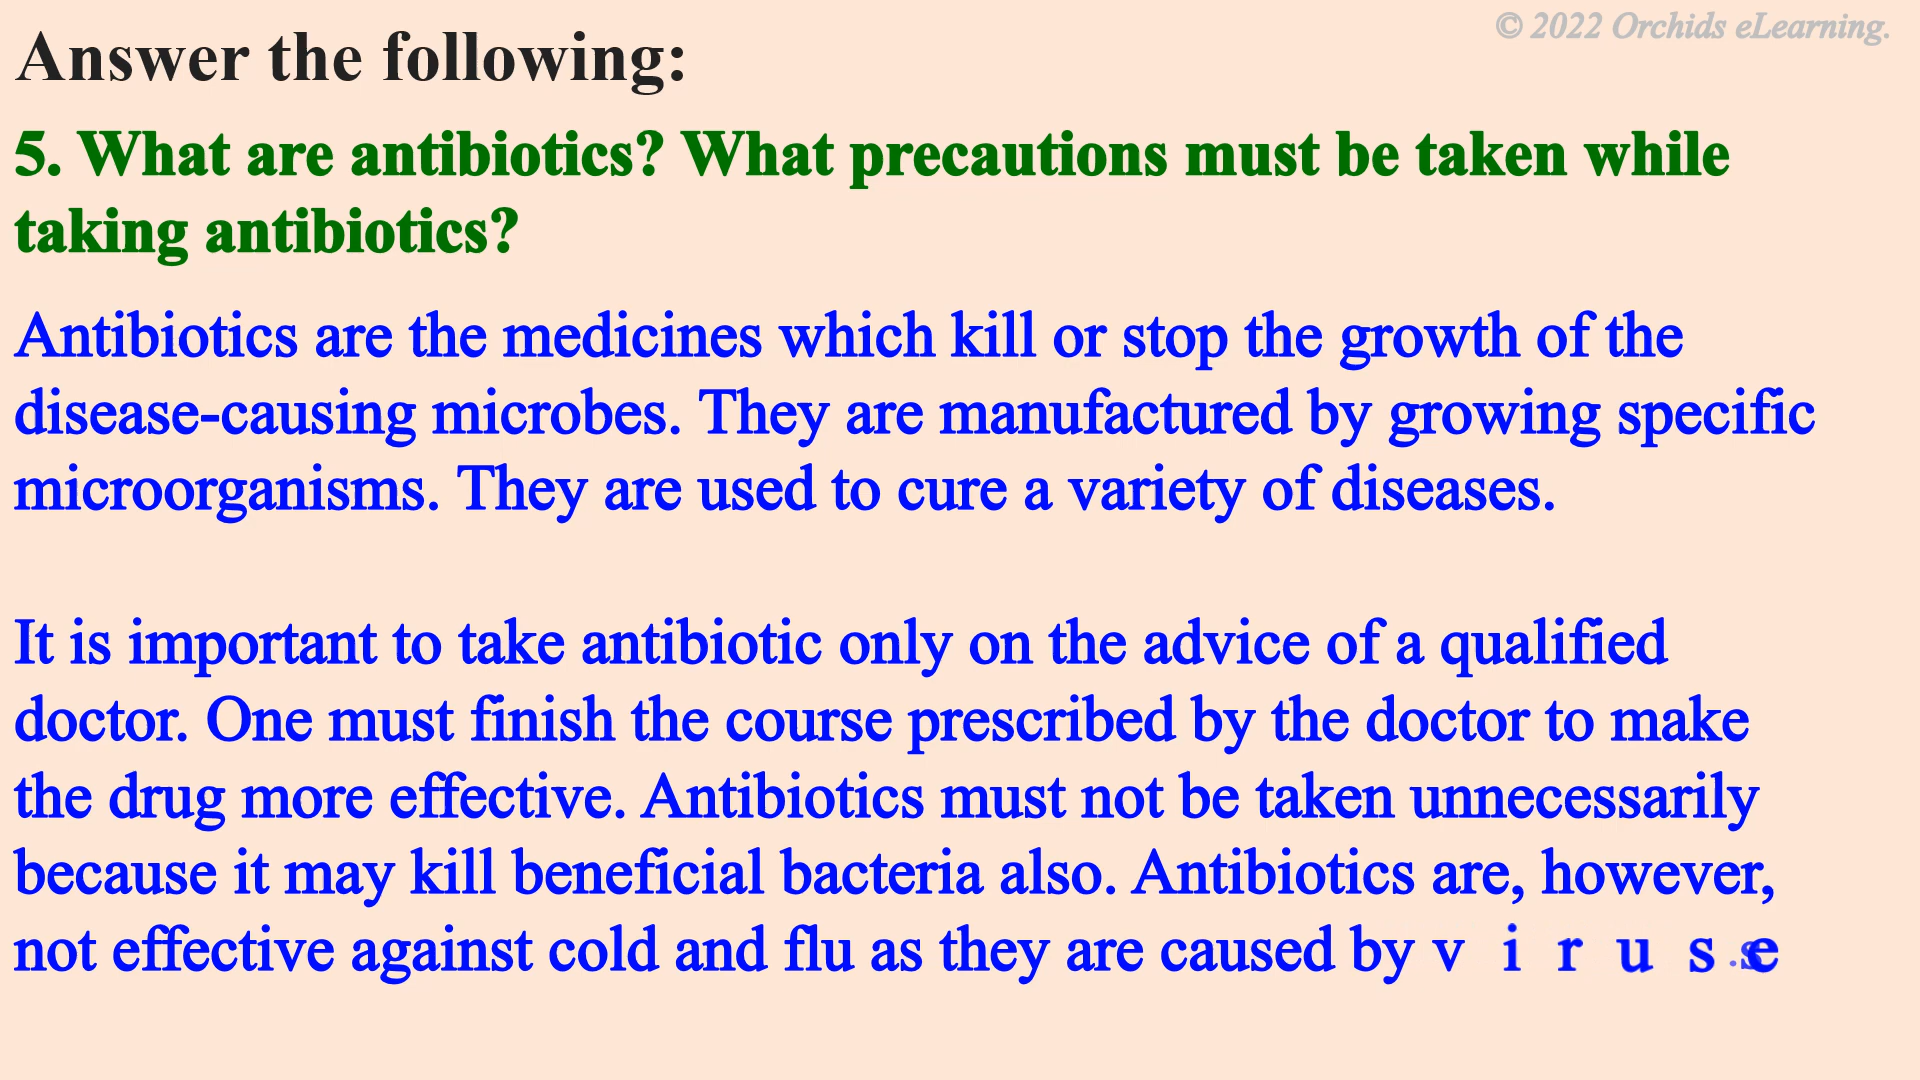 © 2022 Orchids eLearning.
Answer the following:
5. What are antibiotics? What precautions must be taken while
taking antibiotics?
Antibiotics are the medicines which kill or stop the growth of the
disease-causing microbes. They are manufactured by growing specific
microorganisms. They are used to cure a variety of diseases.
It is important to take antibiotic only on the advice of a qualified
doctor. One must finish the course prescribed by the doctor to make
the drug more effective. Antibiotics must not be taken unnecessarily
because it may kill beneficial bacteria also. Antibiotics are, however,
not effective against cold and flu as they are caused by viruses.